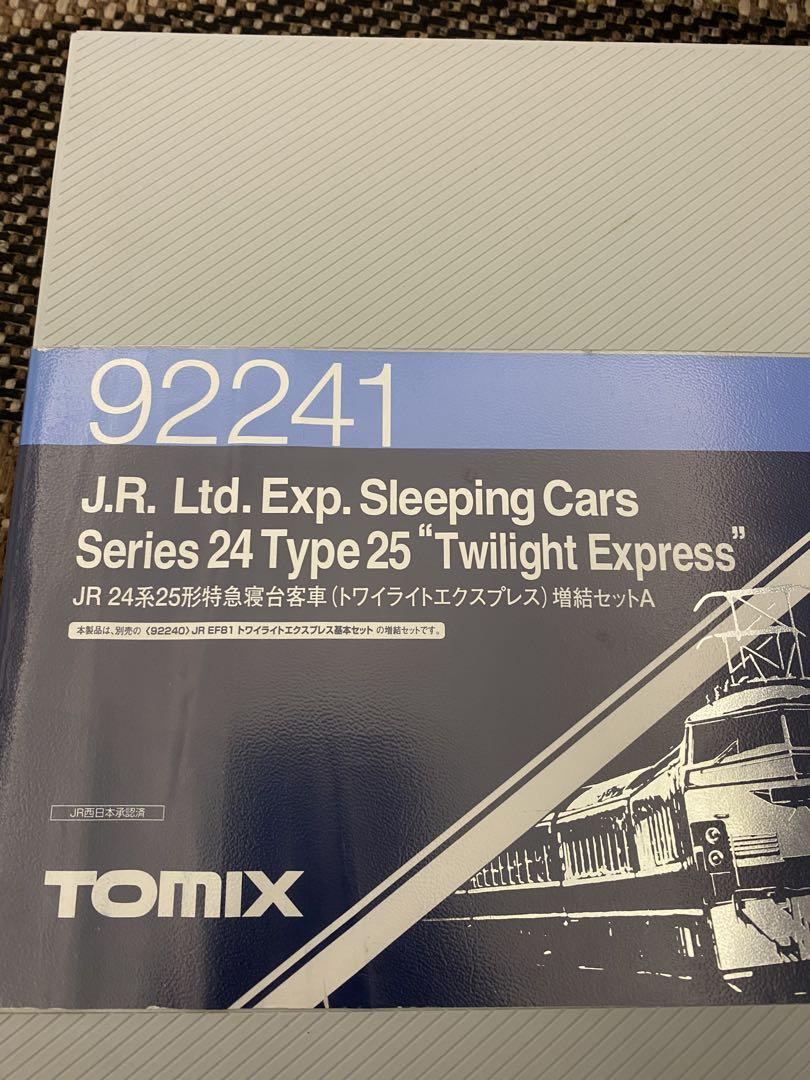 92241
J.R. Ltd. Exp. Sleeping Cars
Series 24 Type 25 “Twilight Express”
JR 24系25形特急寝台客車(トワイライトエクスプレス)増結セットA
本製品は、別売の〈92240〉JR EF81 トワイライトエクスプレス基本セット の増結セットです。
JR西日本承認済
TOMIX